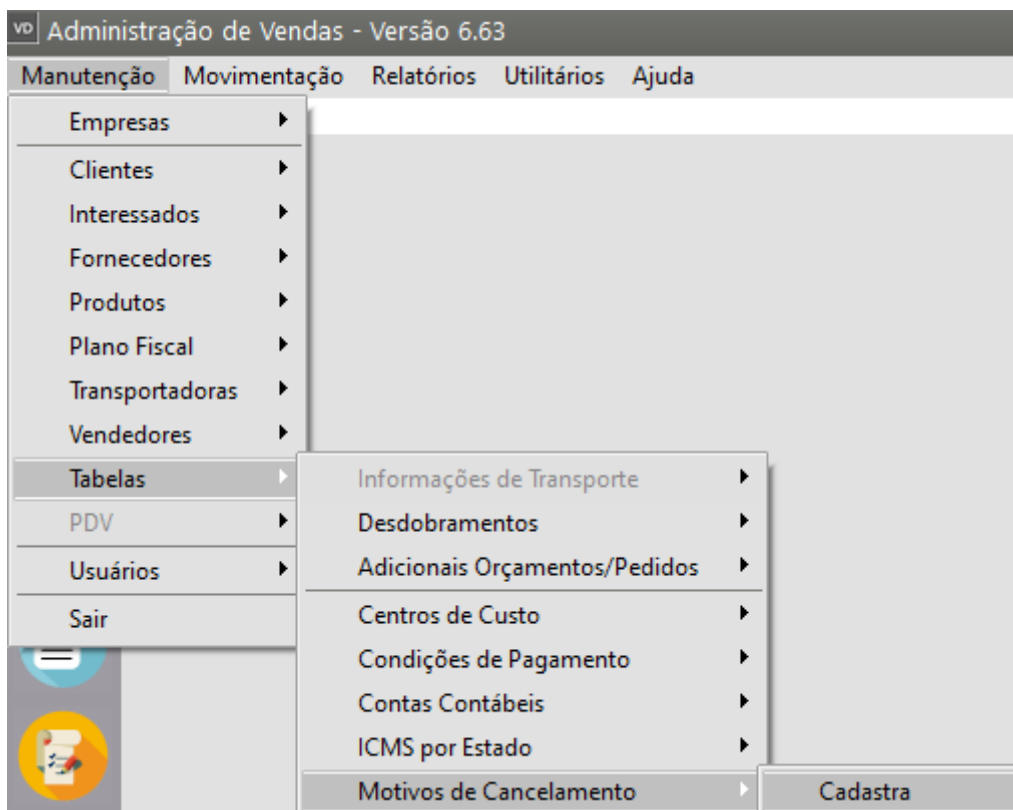 VD Administração de Vendas - Versão 6.63
Manutenção Movimentação Relatórios Utilitários Ajuda
Empresas
Clientes
Interessados
Fornecedores
Produtos
Plano Fiscal
Transportadoras
Vendedores
Tabelas
PDV
Usuários
Sair
Informações de Transporte
Desdobramentos
Adicionais Orçamentos/Pedidos
Centros de Custo
Condições de Pagamento
Contas Contábeis
ICMS por Estado
Motivos de Cancelamento
Cadastra